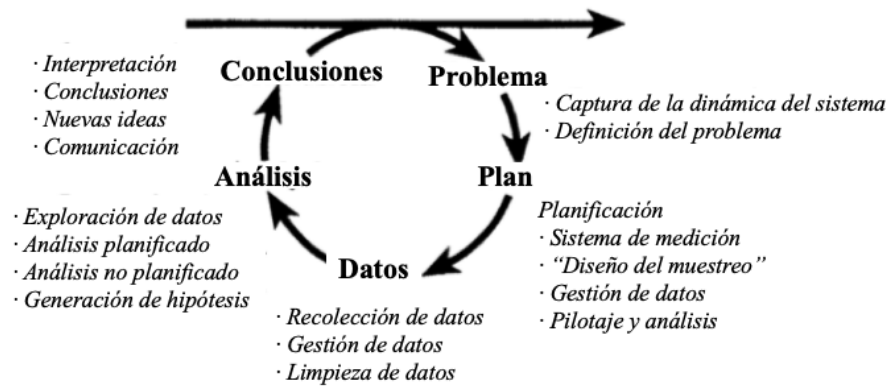 Conclusiones
· Interpretación
· Conclusiones
· Nuevas ideas
· Comunicación
Problema
· Captura de la dinámica del sistema
· Definición del problema
Plan
Planificación
· Sistema de medición
· “Diseño del muestreo”
· Gestión de datos
· Pilotaje y análisis
Datos
· Recolección de datos
· Gestión de datos
· Limpieza de datos
Análisis
· Exploración de datos
· Análisis planificado
· Análisis no planificado
· Generación de hipótesis